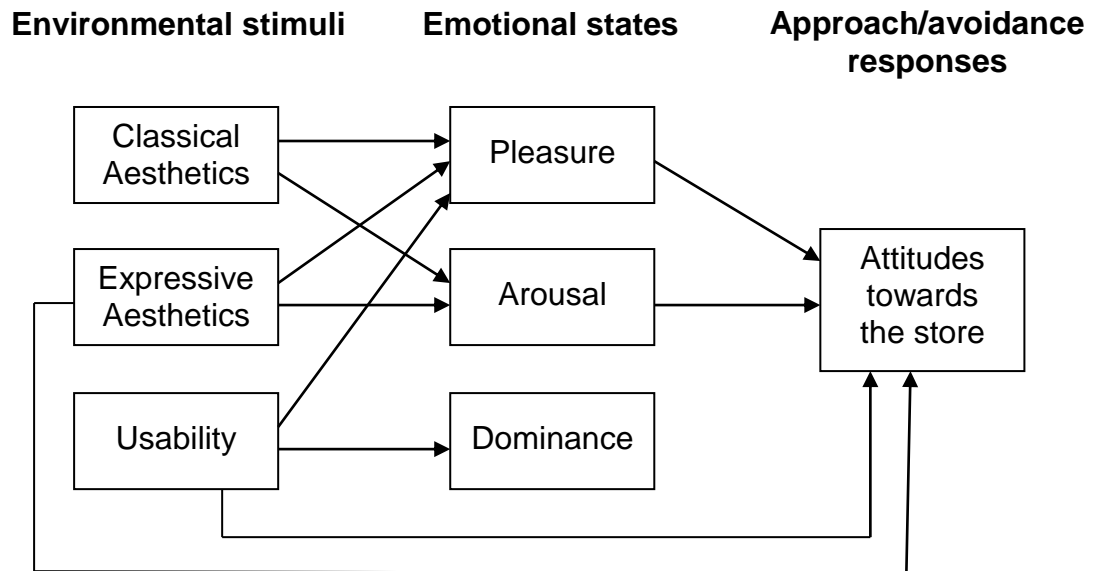 Environmental stimuli
Emotional states
Approach/avoidance
responses
Classical
Aesthetics
Pleasure
Expressive
Aesthetics
Arousal
Attitudes
towards
the store
Usability
Dominance